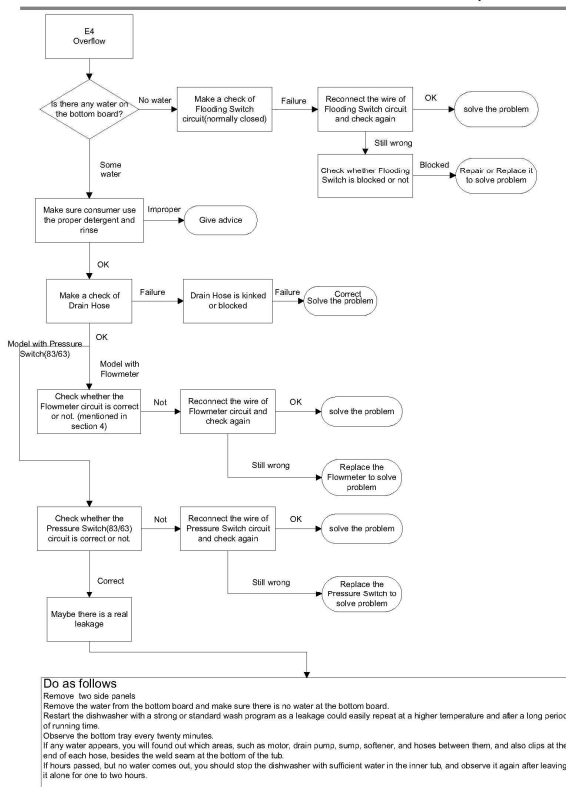 E4
Overflow
Is there any water on
the bottom board?
No water
Make a check of
Flooding Switch
circuit(normally closed)
Failure
Reconnect the wire of
Flooding Switch circuit
and check again
OK
solve the problem
Still wrong
Check whether Flooding
Switch is blocked or not
Blocked
Repair or Replace it
to solve problem
Some
water
Make sure consumer use
the proper detergent and
rinse
Improper
Give advice
OK
Make a check of
Drain Hose
Failure
Drain Hose is kinked
or blocked
Failure
Correct
Solve the problem
OK
Model with Pressure
Switch(83/63)
Model with
Flowmeter
Check whether the
Flowmeter circuit is correct
or not. (mentioned in
section 4)
Not
Reconnect the wire of
Flowmeter circuit and
check again
OK
solve the problem
Still wrong
Replace the
Flowmeter to solve
problem
Check whether the
Pressure Switch(83/63)
circuit is correct or not.
Not
Reconnect the wire of
Pressure Switch circuit
and check again
OK
solve the problem
Still wrong
Replace the
Pressure Switch to
solve problem
Correct
Maybe there is a real
leakage
Do as follows
Remove two side panels
Remove the water from the bottom board and make sure there is no water at the bottom board.
Restart the dishwasher with a strong or standard wash program as a leakage could easily repeat at a higher temperature and after a long period
of running time.
Observe the bottom tray every twenty minutes.
If any water appears, you will found out which areas, such as motor, drain pump, sump, softener, and hoses between them, and also clips at the
end of each hose, besides the weld seam at the bottom of the tub.
If hours passed, but no water comes out, you should stop the dishwasher with sufficient water in the inner tub, and observe it again after leaving
it alone for one to two hours.